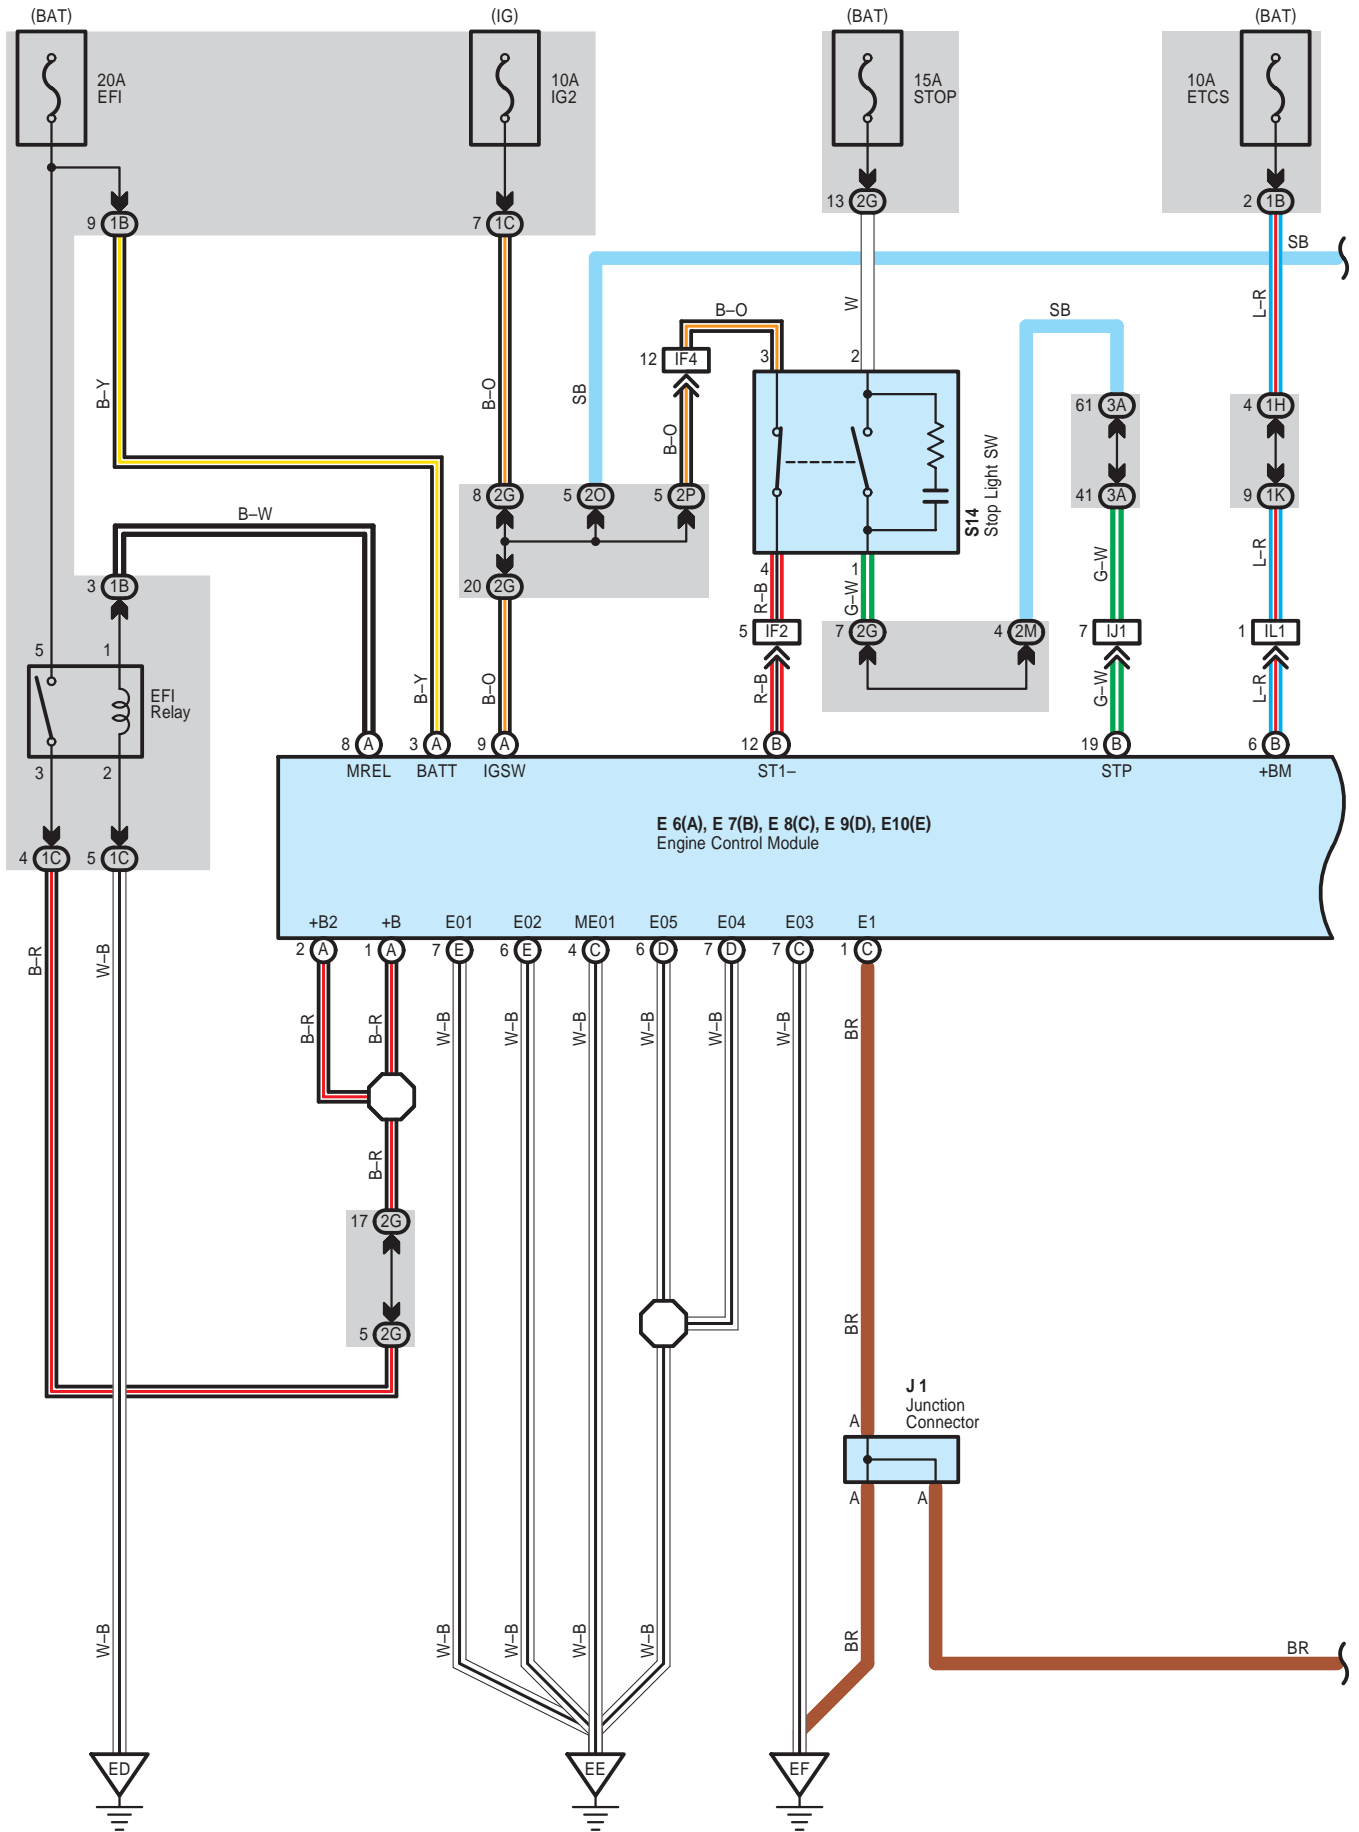 (BAT)
(IG)
(BAT)
(BAT)
20A
EFI
10A
IG2
15A
STOP
10A
ETCS
13 2G
2 1B
9 1B
7 1C
SB
W
L–R
B–O
SB
12 IF4
3
2
B–Y
B–O
SB
B–O
61 3A
4 1H
S14
Stop Light SW
8 2G
5 2O
5 2P
41 3A
9 1K
B–W
3 1B
20 2G
4
1
R–B
G–W
G–W
L–R
5 IF2
7 2G
4 2M
7 IJ1
1 IL1
5
1
EFI
Relay
B–Y
B–O
R–B
G–W
L–R
8 A
3 A
9 A
12 B
19 B
6 B
3
2
MREL
BATT
IGSW
ST1–
STP
+BM
E 6(A), E 7(B), E 8(C), E 9(D), E10(E)
Engine Control Module
4 1C
5 1C
+B2
+B
E01
E02
ME01
E05
E04
E03
E1
2 A
1 A
7 E
6 E
4 C
6 D
7 D
7 C
1 C
B–R
W–B
B–R
B–R
W–B
W–B
W–B
W–B
W–B
W–B
BR
B–R
17 2G
5 2G
BR
J 1
Junction
Connector
A
A
A
W–B
W–B
W–B
W–B
W–B
W–B
BR
BR
ED
EE
EF